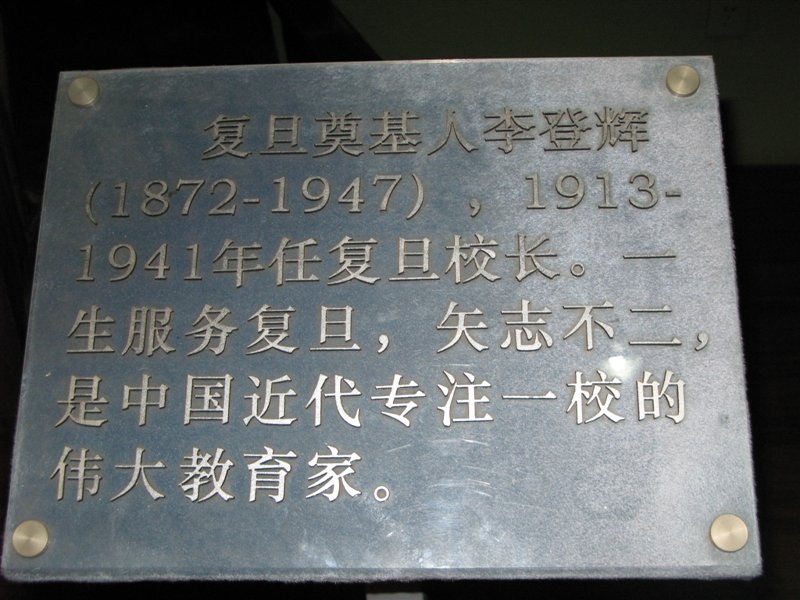 复旦奠基人李登辉
(1872-1947)，1913-
1941年任复旦校长。一
生服务复旦，矢志不二，
是中国近代专注一校的
伟大教育家。